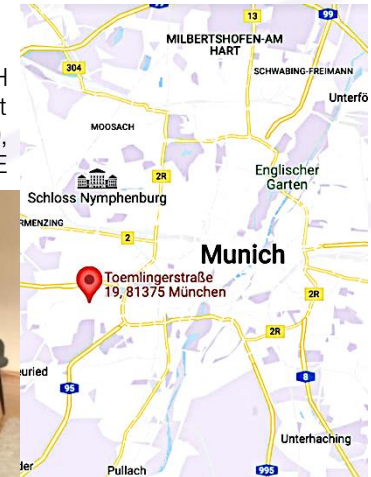 13
99
MILBERTSHOFEN-AM
HART
304
SCHWABING-FREIMANN
H
t
Unterfö
),
MOOSACH
E
2R
Englischer
Garten
Schloss Nymphenburg
RMENZING
2
Munich
Toemlingerstraße
19, 81375 München
2R
2R
euried
95
8
Unterhaching
der
Pullach
995